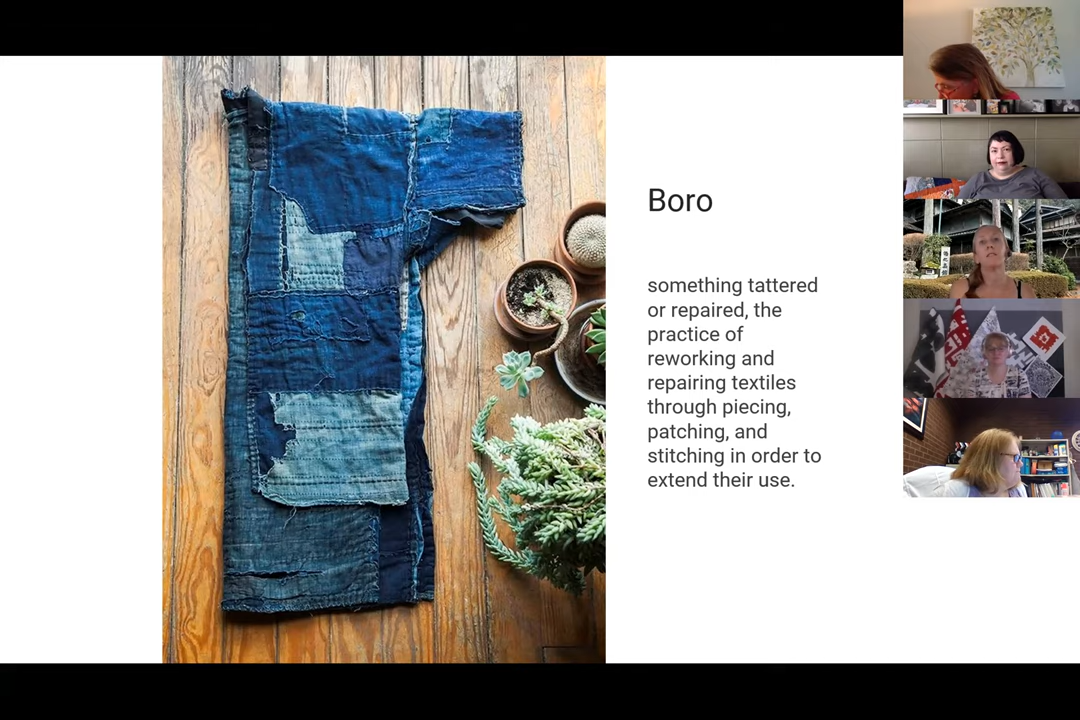 Boro
something tattered
or repaired, the
practice of
reworking and
repairing textiles
through piecing,
patching, and
stitching in order to
extend their use.